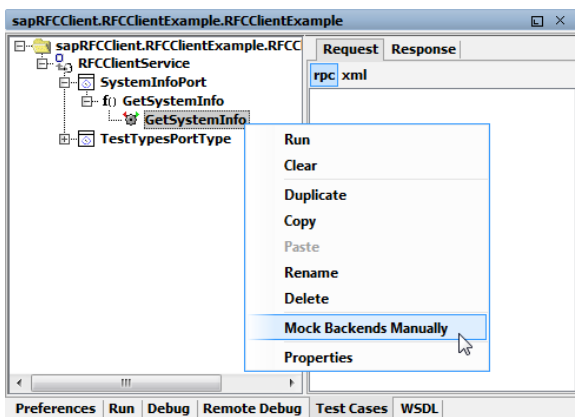 sapRFCClient.RFCClientExample.RFCClientExample
sapRFCClient.RFCClientExample.RFCC
RFCClientService
SystemInfoPort
f() GetSystemInfo
GetSystemInfo
TestTypesPortType
Request Response
rpc xml
Run
Clear
Duplicate
Copy
Paste
Rename
Delete
Mock Backends Manually
Properties
Preferences Run Debug Remote Debug Test Cases WSDL